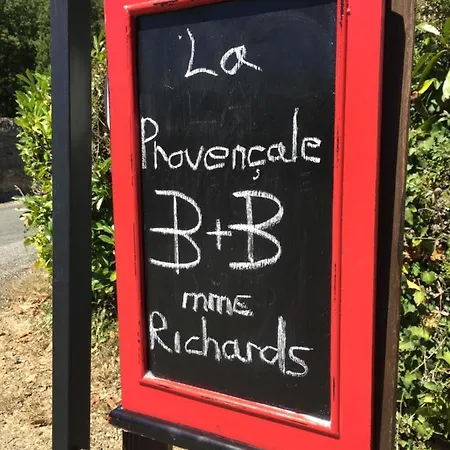 La
Provençale
B+B
mme
Richards